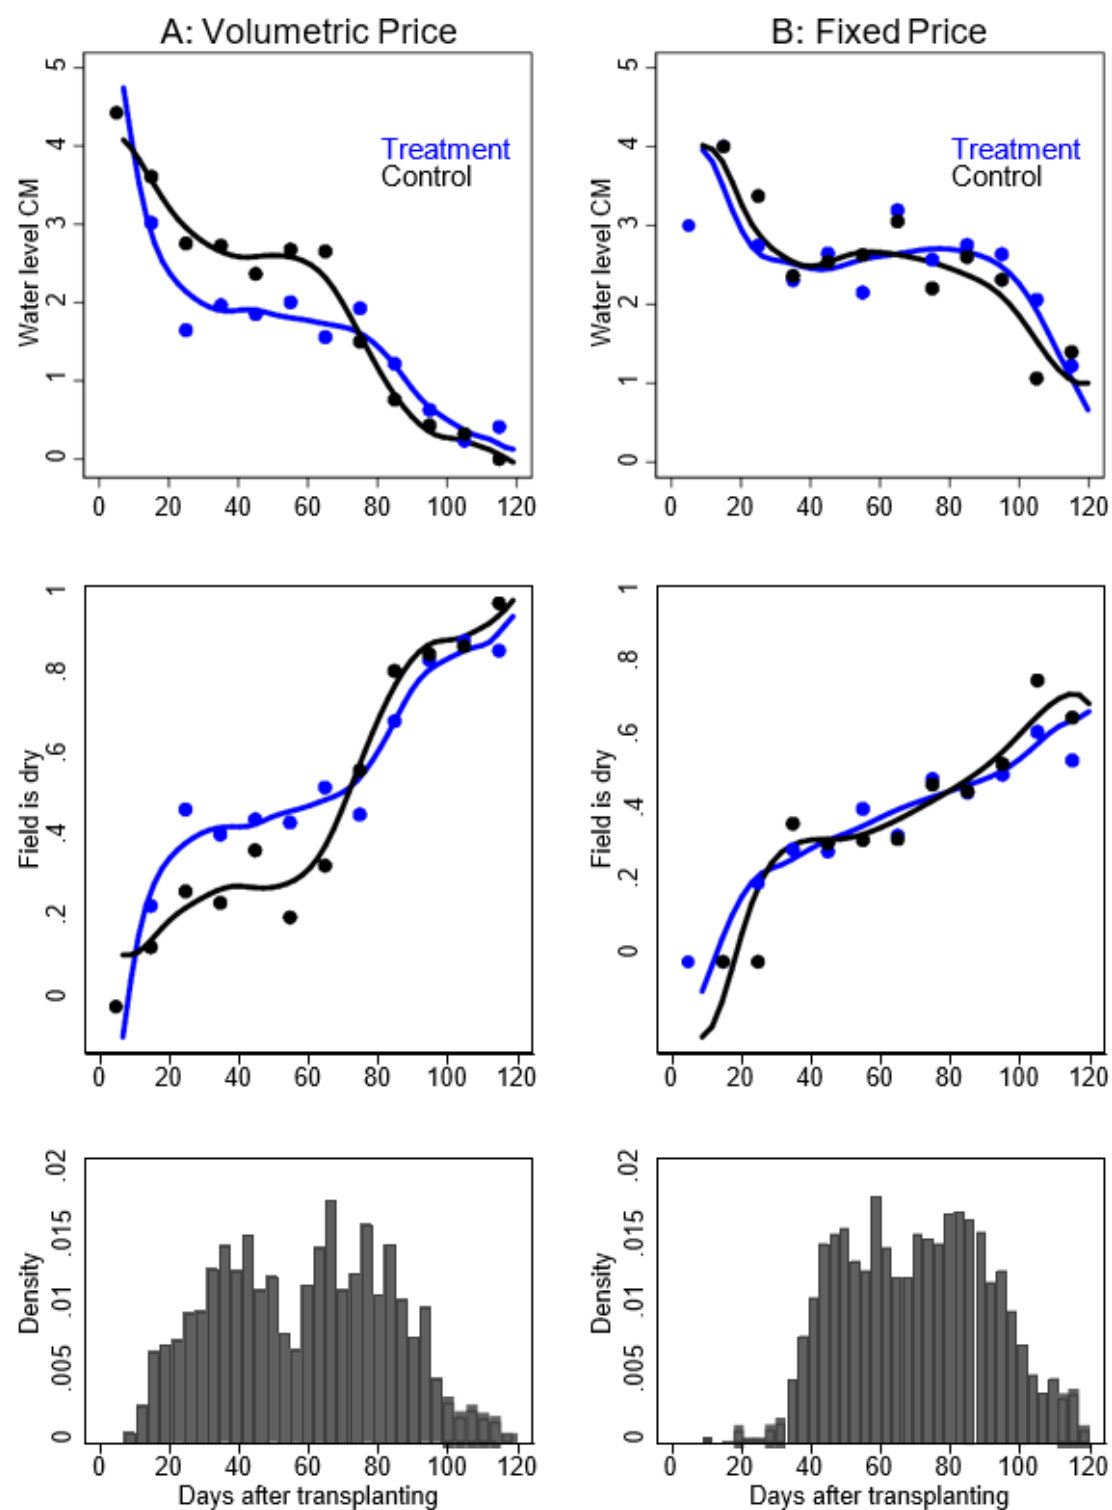 A: Volumetric Price
B: Fixed Price
Water level CM
0 1 2 3 4 5
Treatment
Control
0 20 40 60 80 100 120
Water level CM
0 1 2 3 4 5
Treatment
Control
0 20 40 60 80 100 120
Field is dry
0 .2 .4 .6 .8 1
0 20 40 60 80 100 120
Field is dry
0 .2 .4 .6 .8 1
0 20 40 60 80 100 120
Density
0 .005 .01 .015 .02
0 20 40 60 80 100 120
Days after transplanting
Density
0 .005 .01 .015 .02
0 20 40 60 80 100 120
Days after transplanting